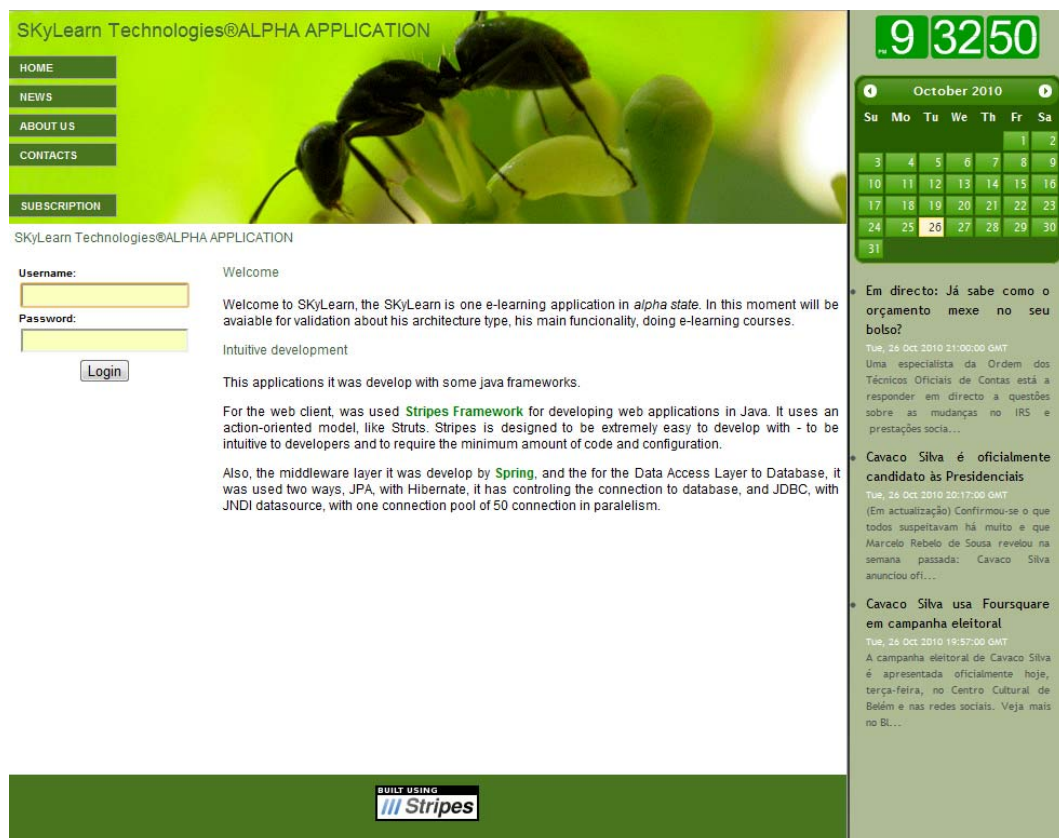 SKyLearn Technologies®ALPHA APPLICATION
HOME
NEWS
ABOUT US
CONTACTS
SUBSCRIPTION
SKyLearn Technologies®ALPHA APPLICATION
Username:
Password:
Login
Welcome
Welcome to SKyLearn, the SKyLearn is one e-learning application in alpha state. In this moment will be
avaiable for validation about his architecture type, his main funcionality, doing e-learning courses.
Intuitive development
This applications it was develop with some java frameworks.
For the web client, was used Stripes Framework for developing web applications in Java. It uses an
action-oriented model, like Struts. Stripes is designed to be extremely easy to develop with - to be
intuitive to developers and to require the minimum amount of code and configuration.
Also, the middleware layer it was develop by Spring, and the for the Data Access Layer to Database, it
was used two ways, JPA, with Hibernate, it has controling the connection to database, and JDBC, with
JNDI datasource, with one connection pool of 50 connection in paralelism.
BUILT USING
/// Stripes
PM 9 32 50
October 2010
Su Mo Tu We Th Fr Sa
1 2
3 4 5 6 7 8 9
10 11 12 13 14 15 16
17 18 19 20 21 22 23
24 25 26 27 28 29 30
31
Em directo: Já sabe como o
orçamento mexe no seu
bolso?
Tue, 26 Oct 2010 21:00:00 GMT
Uma especialista da Ordem dos
Técnicos Oficiais de Contas está a
responder em directo a questões
sobre as mudanças no IRS e
prestações socia...
Cavaco Silva é oficialmente
candidato às Presidenciais
Tue, 26 Oct 2010 20:17:00 GMT
(Em actualização) Confirmou-se o que
todos suspeitavam há muito e que
Marcelo Rebelo de Sousa revelou na
semana passada: Cavaco Silva
anunciou ofi...
Cavaco Silva usa Foursquare
em campanha eleitoral
Tue, 26 Oct 2010 19:57:00 GMT
A campanha eleitoral de Cavaco Silva
é apresentada oficialmente hoje,
terça-feira, no Centro Cultural de
Belém e nas redes sociais. Veja mais
no Bl...